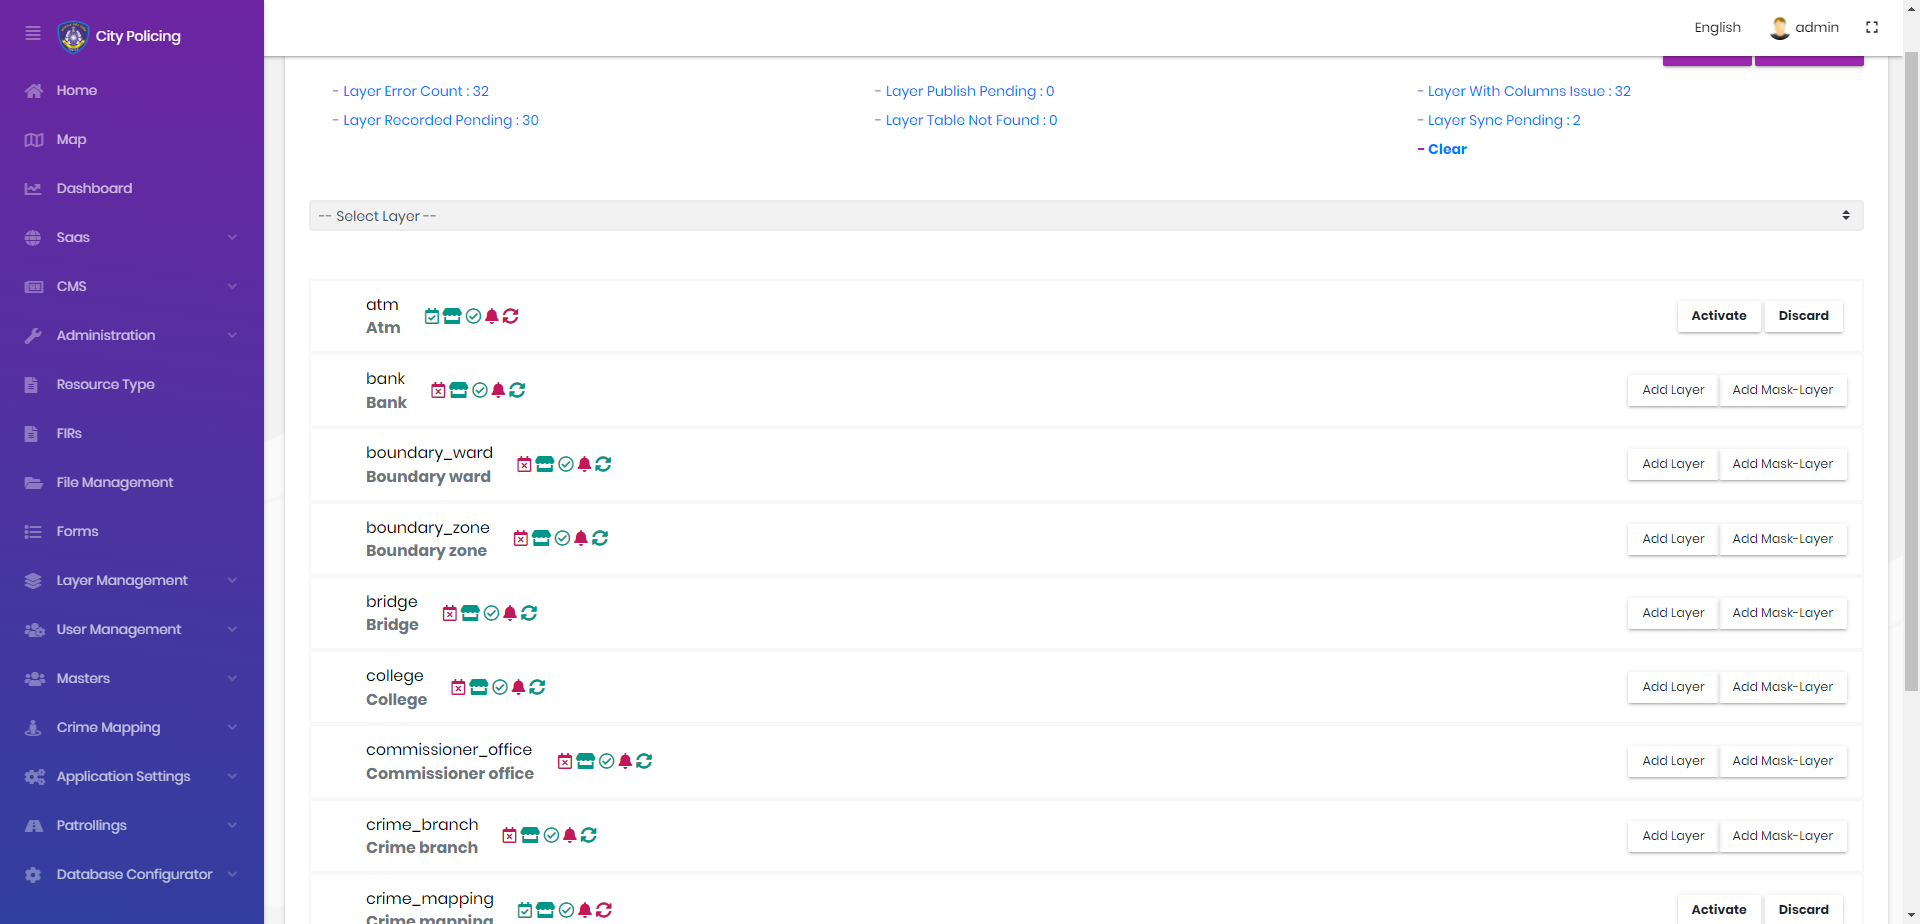 City Policing
English
admin
Home
Map
Dashboard
Saas
CMS
Administration
Resource Type
FIRs
File Management
Forms
Layer Management
User Management
Masters
Crime Mapping
Application Settings
Patrollings
Database Configurator
- Layer Error Count : 32
- Layer Publish Pending : 0
- Layer With Columns Issue : 32
- Layer Recorded Pending : 30
- Layer Table Not Found : 0
- Layer Sync Pending : 2
- Clear
-- Select Layer --
atm
Atm
Activate
Discard
bank
Bank
Add Layer
Add Mask-Layer
boundary_ward
Boundary ward
Add Layer
Add Mask-Layer
boundary_zone
Boundary zone
Add Layer
Add Mask-Layer
bridge
Bridge
Add Layer
Add Mask-Layer
college
College
Add Layer
Add Mask-Layer
commissioner_office
Commissioner office
Add Layer
Add Mask-Layer
crime_branch
Crime branch
Add Layer
Add Mask-Layer
crime_mapping
Crime mapping
Activate
Discard